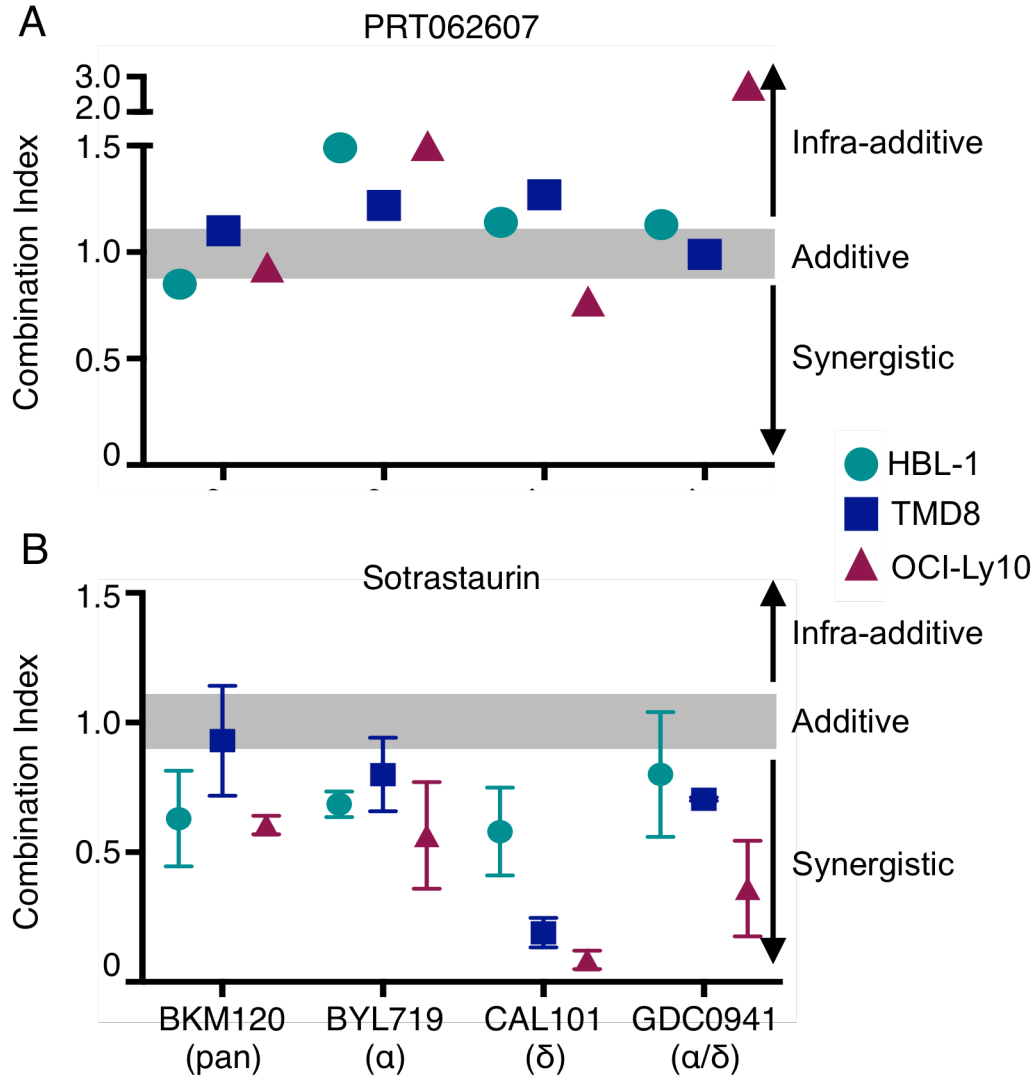 A
PRT062607
3.0
2.0
1.5
1.0
0.5
0
Combination Index
Infra-additive
Additive
Synergistic
HBL-1
TMD8
OCI-Ly10
B
Sotrastaurin
1.5
1.0
0.5
0
Combination Index
Infra-additive
Additive
Synergistic
BKM120 BYL719 CAL101 GDC0941
(pan) (α) (δ) (α/δ)